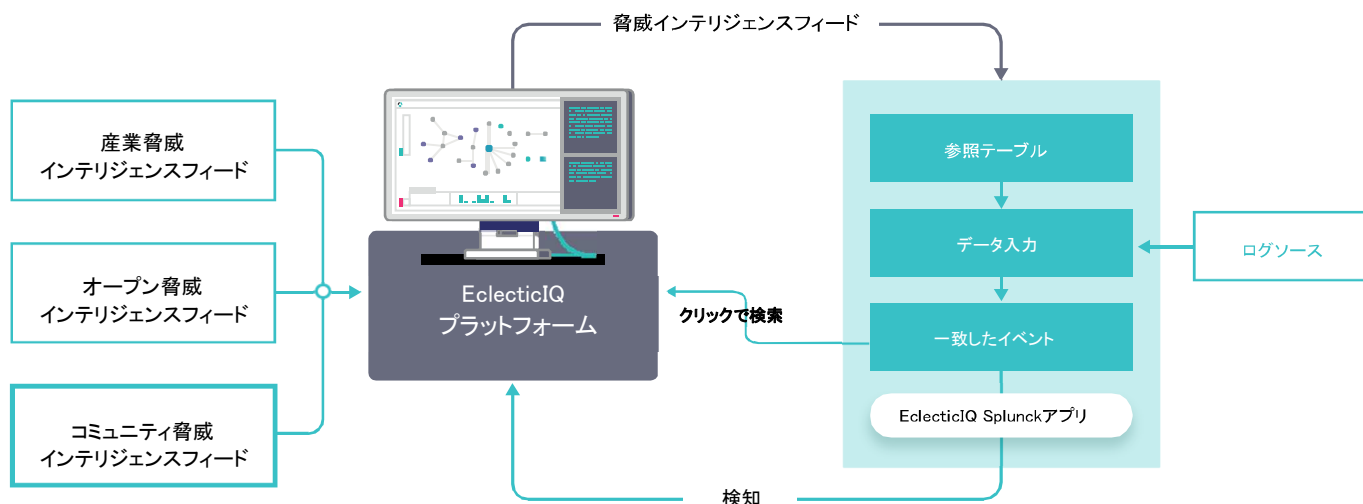 脅威インテリジェンスフィード
産業脅威
インテリジェンスフィード
オープン脅威
インテリジェンスフィード
コミュニティ脅威
インテリジェンスフィード
EclecticIQ
プラットフォーム
クリックで検索
参照テーブル
データ入力
一致したイベント
EclecticIQ Splunckアプリ
ログソース
検知